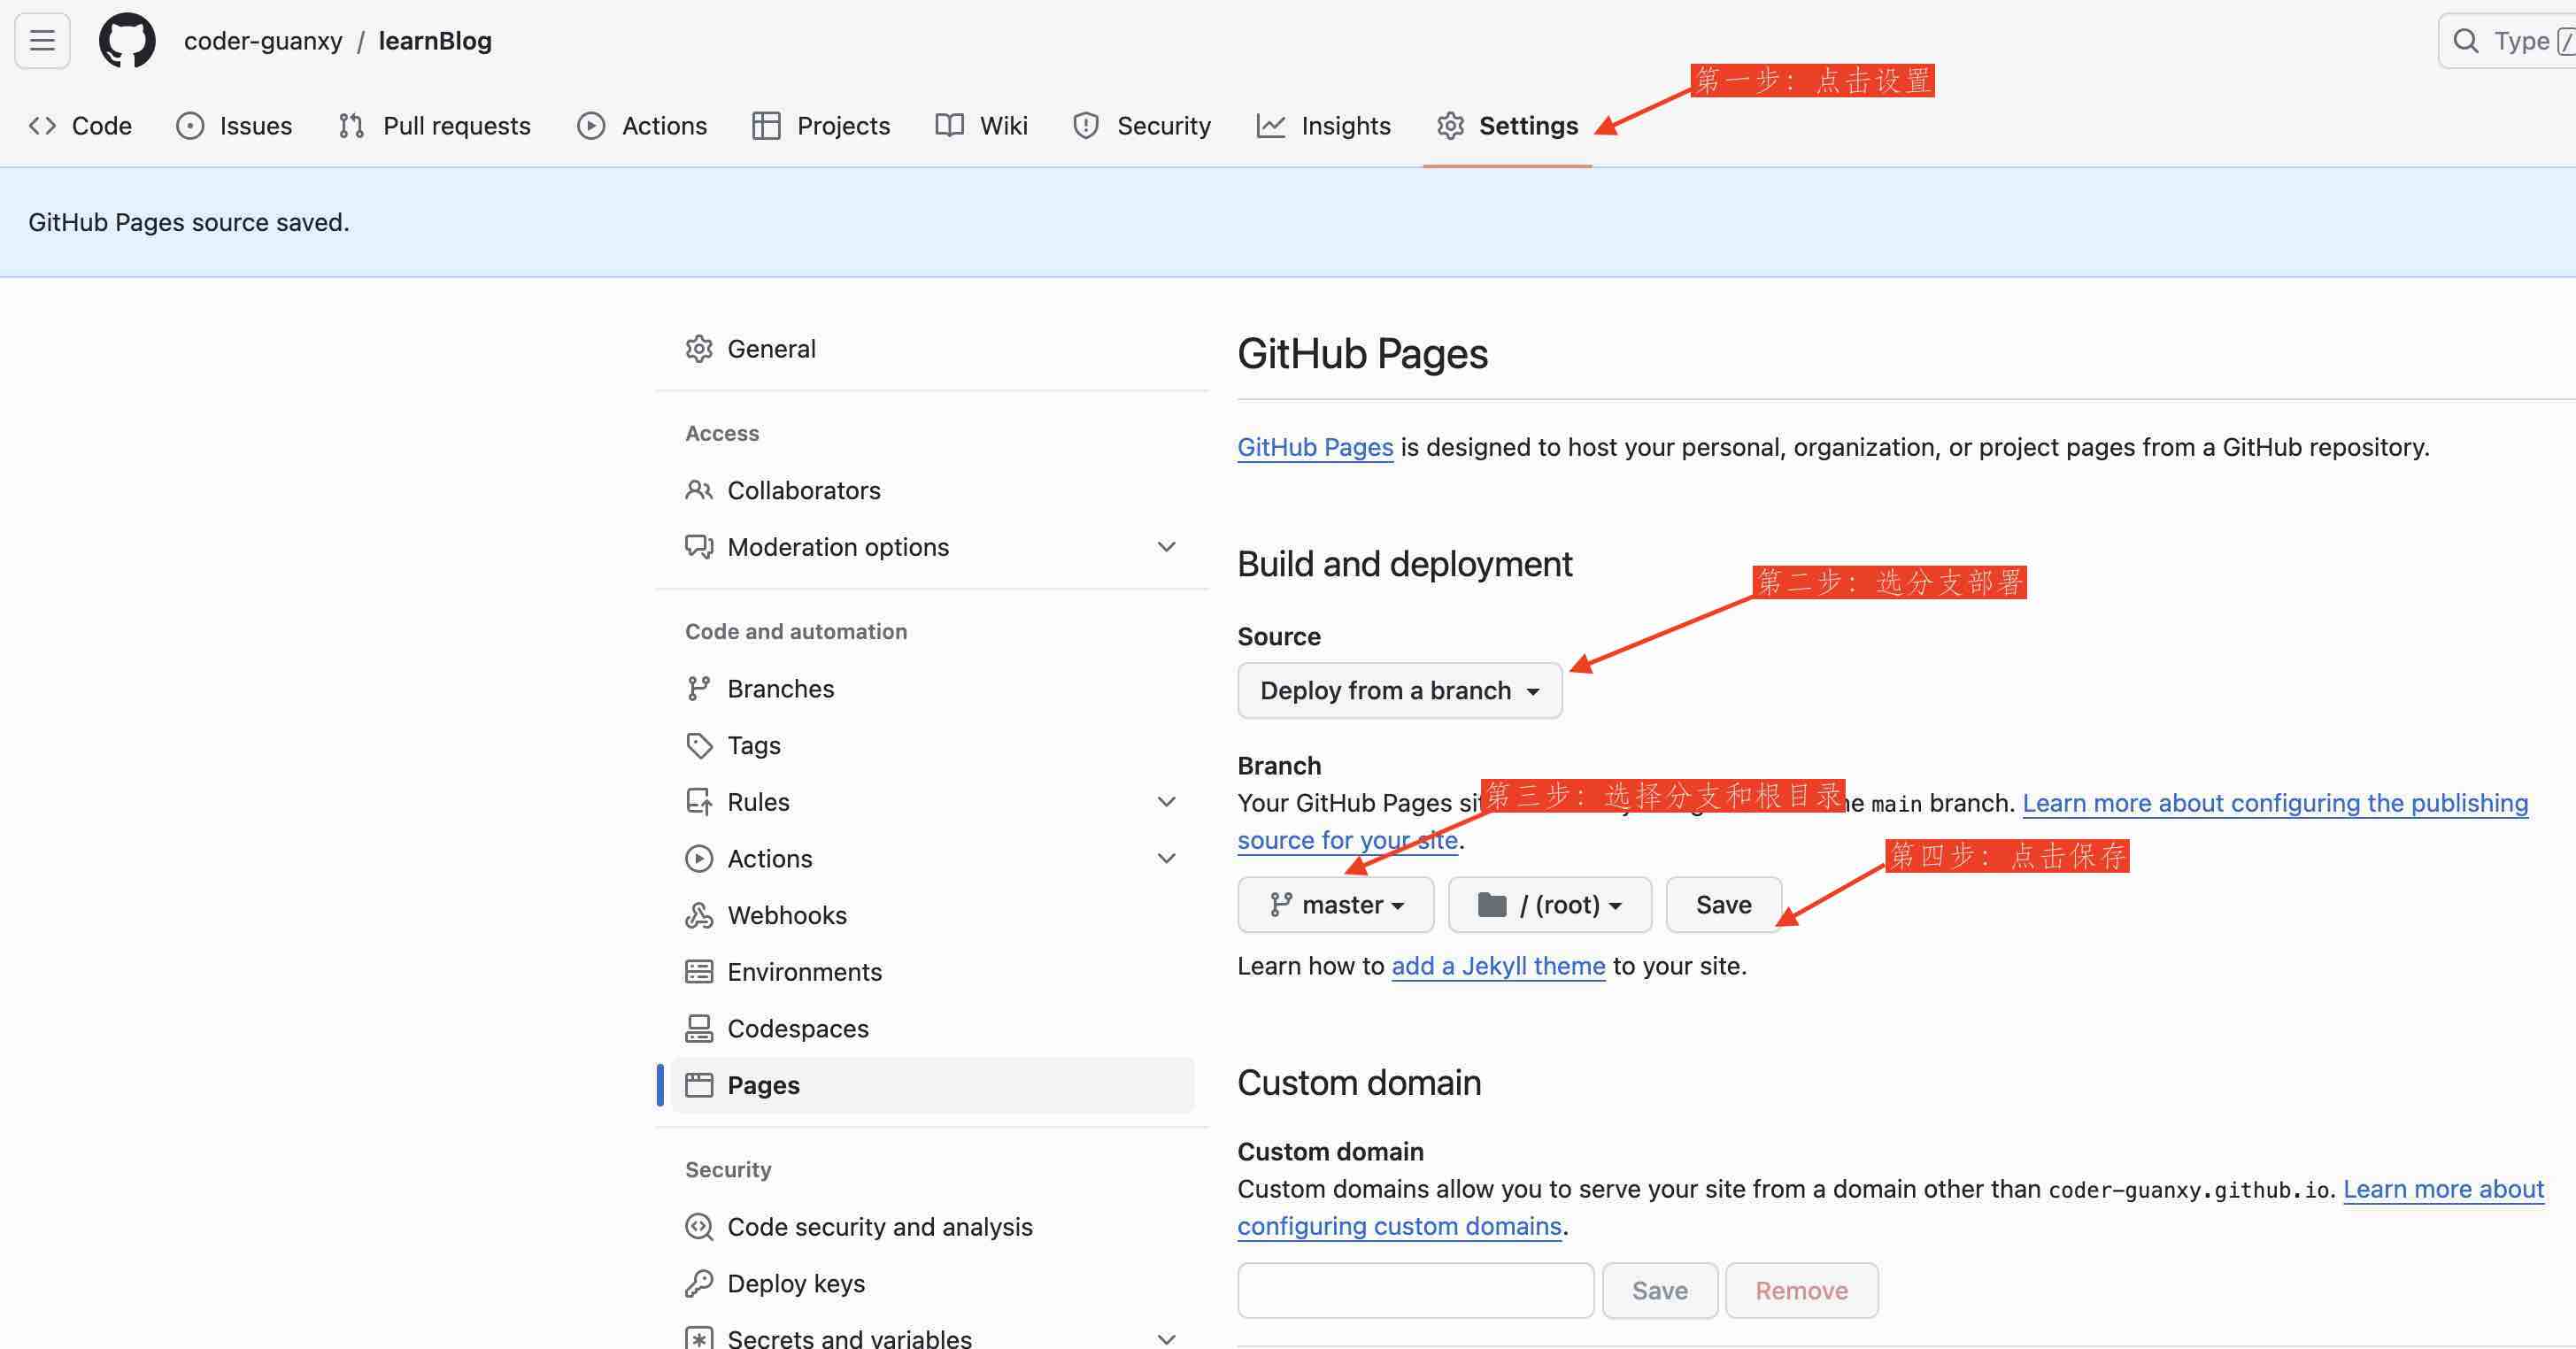 coder-guanxy / learnBlog
Type /
第一步：点击设置
Code Issues Pull requests Actions Projects Wiki Security Insights Settings
GitHub Pages source saved.
General
Access
Collaborators
Moderation options
Code and automation
Branches
Tags
Rules
Actions
Webhooks
Environments
Codespaces
Pages
Security
Code security and analysis
Deploy keys
Secrets and variables
GitHub Pages
GitHub Pages is designed to host your personal, organization, or project pages from a GitHub repository.
Build and deployment
第二步：选分支部署
Source
Deploy from a branch
Branch
Your GitHub Pages
第三步：选择分支和根目录
main branch. Learn more about configuring the publishing
source for your site.
第四步：点击保存
master / (root) Save
Learn how to add a Jekyll theme to your site.
Custom domain
Custom domain
Custom domains allow you to serve your site from a domain other than coder-guanxy.github.io. Learn more about
configuring custom domains.
Save Remove